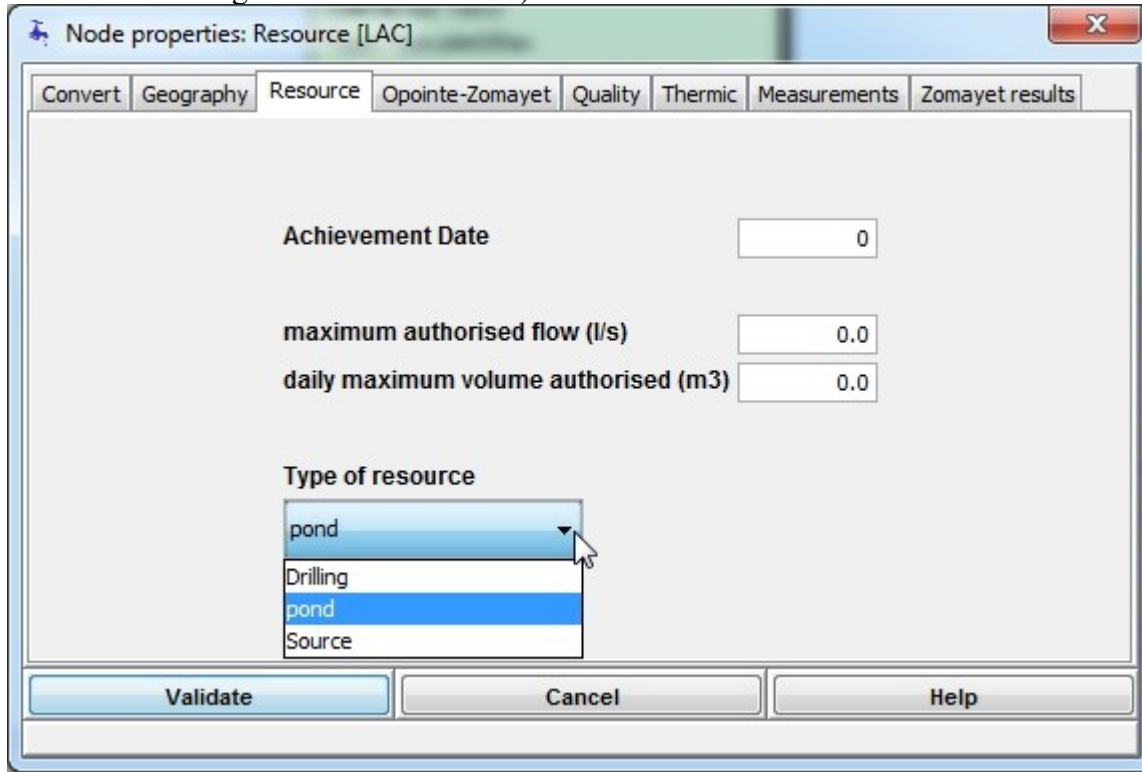 Node properties: Resource [LAC]
Convert Geography Resource Opointe-Zomayet Quality Thermic Measurements Zomayet results
Achievement Date 0
maximum authorised flow (l/s) 0.0
daily maximum volume authorised (m3) 0.0
Type of resource
pond
Drilling
pond
Source
Validate Cancel Help